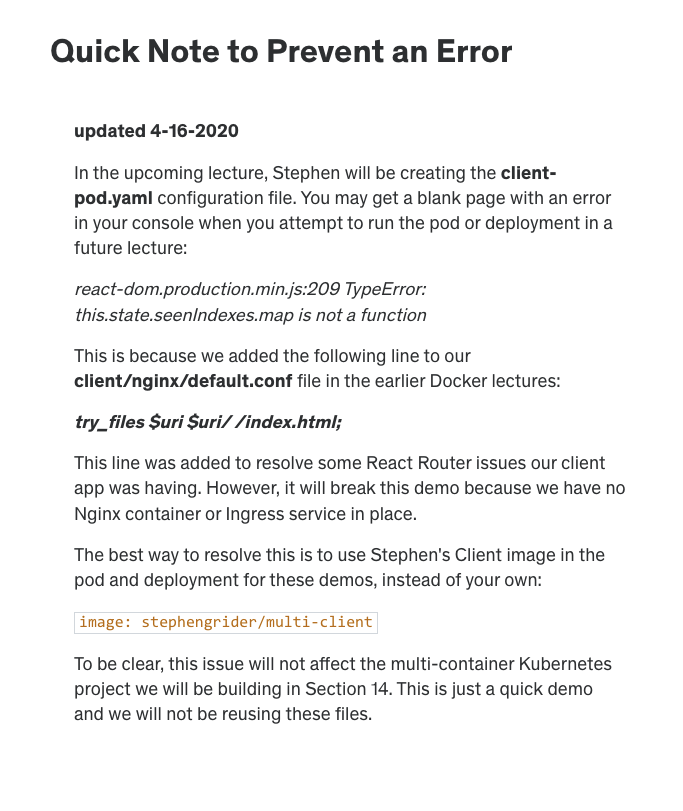 Quick Note to Prevent an Error
updated 4-16-2020
In the upcoming lecture, Stephen will be creating the client-
pod.yaml configuration file. You may get a blank page with an error
in your console when you attempt to run the pod or deployment in a
future lecture:
react-dom.production.min.js:209 TypeError:
this.state.seenIndexes.map is not a function
This is because we added the following line to our
client/nginx/default.conf file in the earlier Docker lectures:
try_files $uri $uri/ /index.html;
This line was added to resolve some React Router issues our client
app was having. However, it will break this demo because we have no
Nginx container or Ingress service in place.
The best way to resolve this is to use Stephen's Client image in the
pod and deployment for these demos, instead of your own:
image: stephengrider/multi-client
To be clear, this issue will not affect the multi-container Kubernetes
project we will be building in Section 14. This is just a quick demo
and we will not be reusing these files.